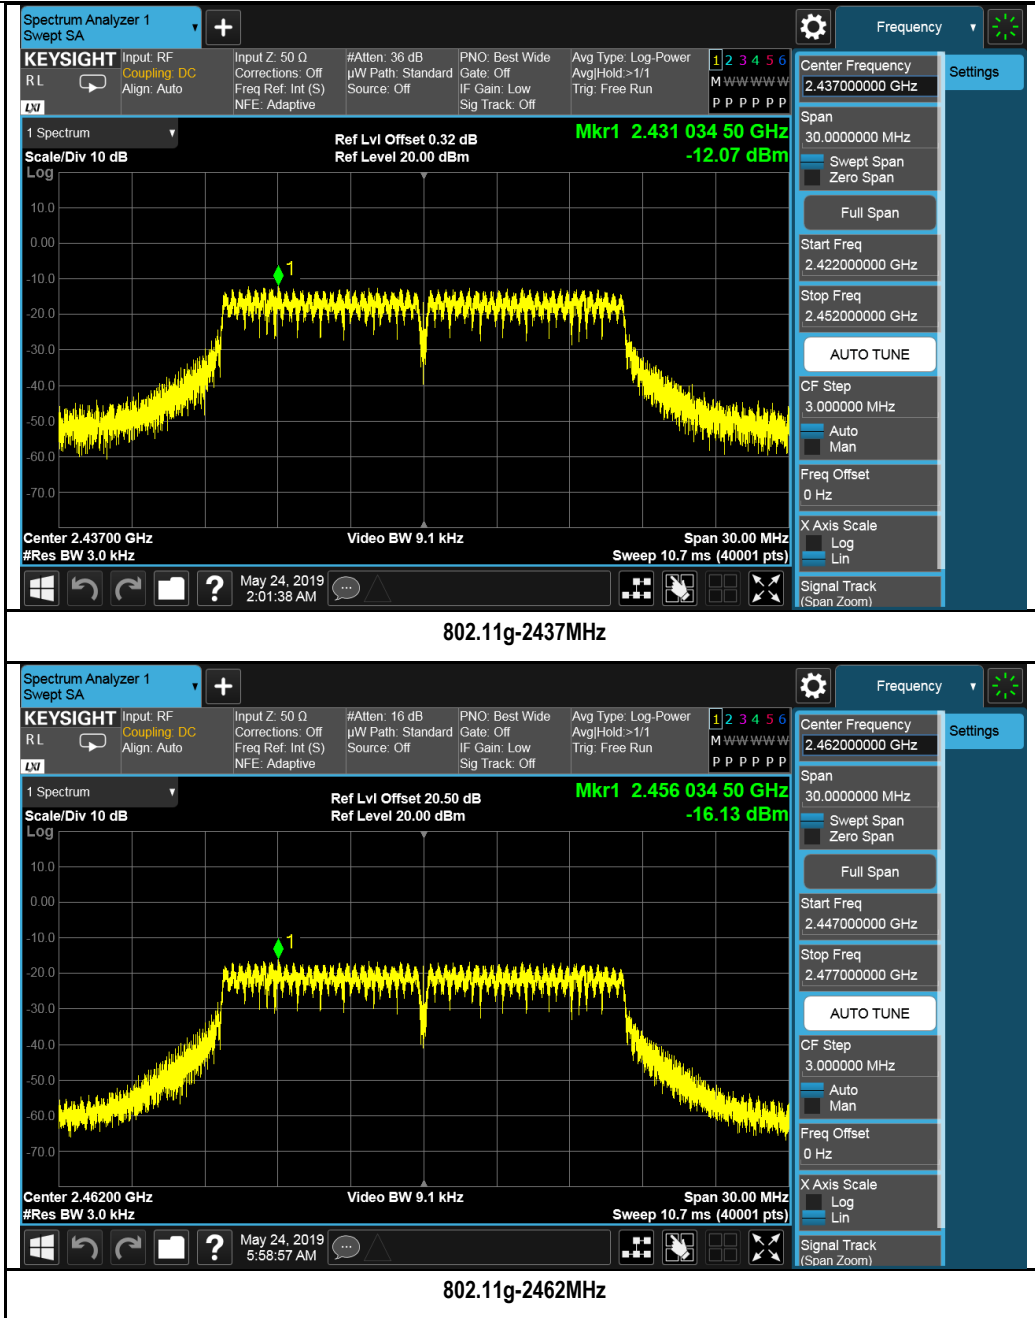 Spectrum Analyzer 1
Swept SA
Frequency
KEYSIGHT
R L
LXI
Input: RF
Coupling: DC
Align: Auto
Input Z: 50 Ω
Corrections: Off
Freq Ref: Int (S)
NFE: Adaptive
#Atten: 36 dB
µW Path: Standard
Source: Off
PNO: Best Wide
Gate: Off
IF Gain: Low
Sig Track: Off
Avg Type: Log-Power
Avg|Hold:>1/1
Trig: Free Run
1 2 3 4 5 6
M W W W W W
P P P P P P
1 Spectrum
Scale/Div 10 dB
Log
Ref Lvl Offset 0.32 dB
Ref Level 20.00 dBm
Mkr1 2.431 034 50 GHz
-12.07 dBm
10.0
0.00
-10.0
-20.0
-30.0
-40.0
-50.0
-60.0
-70.0
1
Center 2.43700 GHz
#Res BW 3.0 kHz
Video BW 9.1 kHz
Span 30.00 MHz
Sweep 10.7 ms (40001 pts)
May 24, 2019
2:01:38 AM
Center Frequency
2.437000000 GHz
Settings
Span
30.0000000 MHz
Swept Span
Zero Span
Full Span
Start Freq
2.422000000 GHz
Stop Freq
2.452000000 GHz
AUTO TUNE
CF Step
3.000000 MHz
Auto
Man
Freq Offset
0 Hz
X Axis Scale
Log
Lin
Signal Track
(Span Zoom)
802.11g-2437MHz
Spectrum Analyzer 1
Swept SA
Frequency
KEYSIGHT
R L
LXI
Input: RF
Coupling: DC
Align: Auto
Input Z: 50 Ω
Corrections: Off
Freq Ref: Int (S)
NFE: Adaptive
#Atten: 16 dB
µW Path: Standard
Source: Off
PNO: Best Wide
Gate: Off
IF Gain: Low
Sig Track: Off
Avg Type: Log-Power
Avg|Hold:>1/1
Trig: Free Run
1 2 3 4 5 6
M W W W W W
P P P P P P
1 Spectrum
Scale/Div 10 dB
Log
Ref Lvl Offset 20.50 dB
Ref Level 20.00 dBm
Mkr1 2.456 034 50 GHz
-16.13 dBm
10.0
0.00
-10.0
-20.0
-30.0
-40.0
-50.0
-60.0
-70.0
1
Center 2.46200 GHz
#Res BW 3.0 kHz
Video BW 9.1 kHz
Span 30.00 MHz
Sweep 10.7 ms (40001 pts)
May 24, 2019
5:58:57 AM
Center Frequency
2.462000000 GHz
Settings
Span
30.0000000 MHz
Swept Span
Zero Span
Full Span
Start Freq
2.447000000 GHz
Stop Freq
2.477000000 GHz
AUTO TUNE
CF Step
3.000000 MHz
Auto
Man
Freq Offset
0 Hz
X Axis Scale
Log
Lin
Signal Track
(Span Zoom)
802.11g-2462MHz